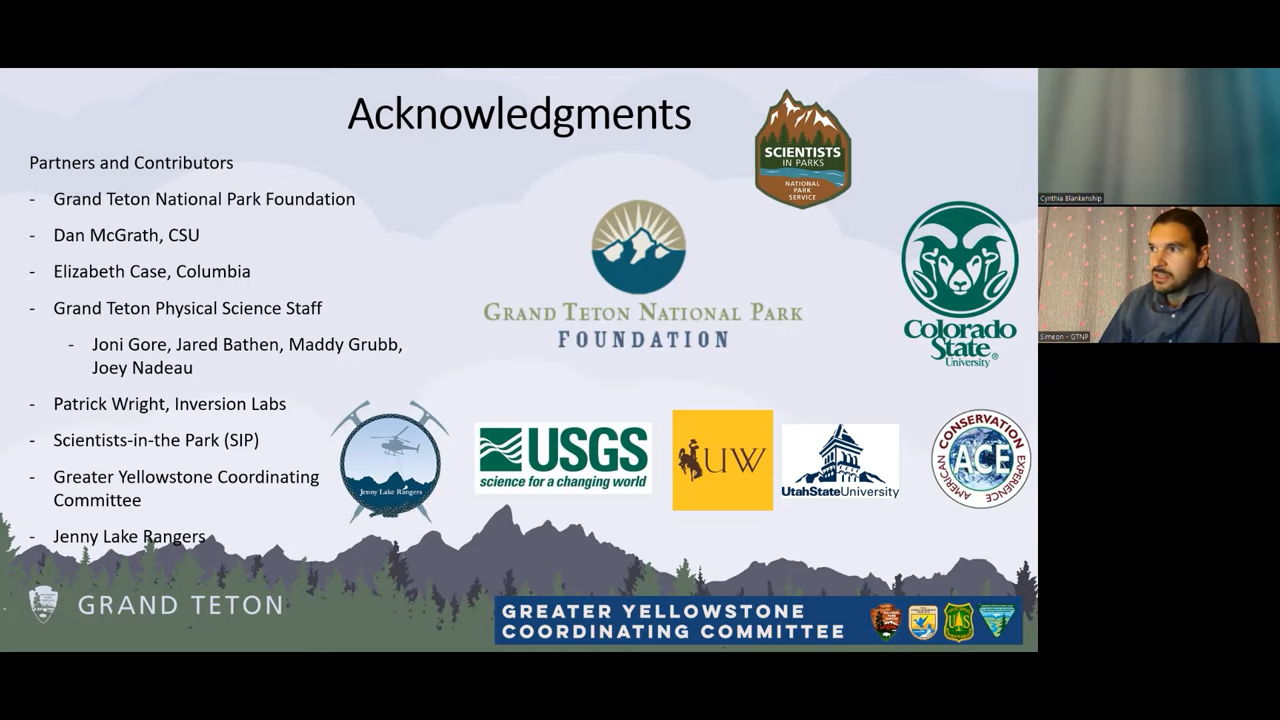 Acknowledgments
Partners and Contributors
- Grand Teton National Park Foundation
- Dan McGrath, CSU
- Elizabeth Case, Columbia
- Grand Teton Physical Science Staff
- Joni Gore, Jared Bathen, Maddy Grubb,
Joey Nadeau
- Patrick Wright, Inversion Labs
- Scientists-in-the Park (SIP)
- Greater Yellowstone Coordinating
Committee
- Jenny Lake Rangers
SCIENTISTS
IN PARKS
NATIONAL
PARK
SERVICE
GRAND TETON NATIONAL PARK
FOUNDATION
Colorado
State
University
Jenny Lake Rangers
USGS
science for a changing world
UW
UtahStateUniversity
AMERICAN CONSERVATION EXPERIENCE
ACE
GRAND TETON
GREATER YELLOWSTONE
COORDINATING COMMITTEE
Cynthia Blankenship
Simeon - GTNP